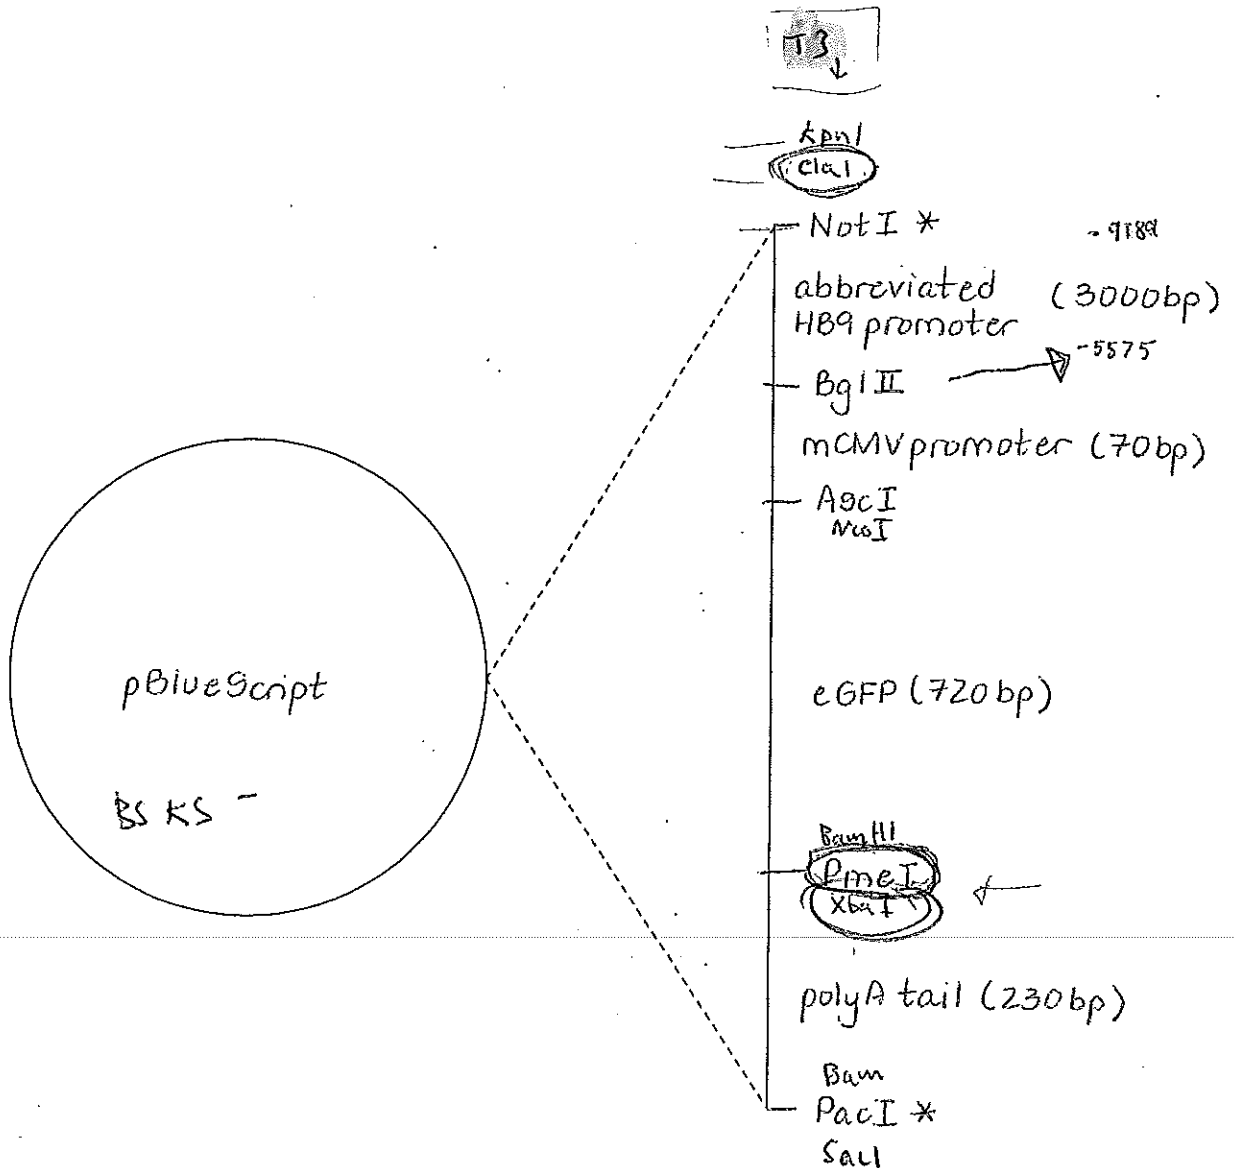 T3
kpnI
ClaI
NotI *
-9189
abbreviated (3000bp)
HB9 promoter
-5575
BglII
mCMV promoter (70bp)
AscI
NcoI
eGFP (720bp)
pBlueScript
BS KS -
BamHI
PmeI
XbaI
polyA tail (230bp)
Bam
PacI *
SacI